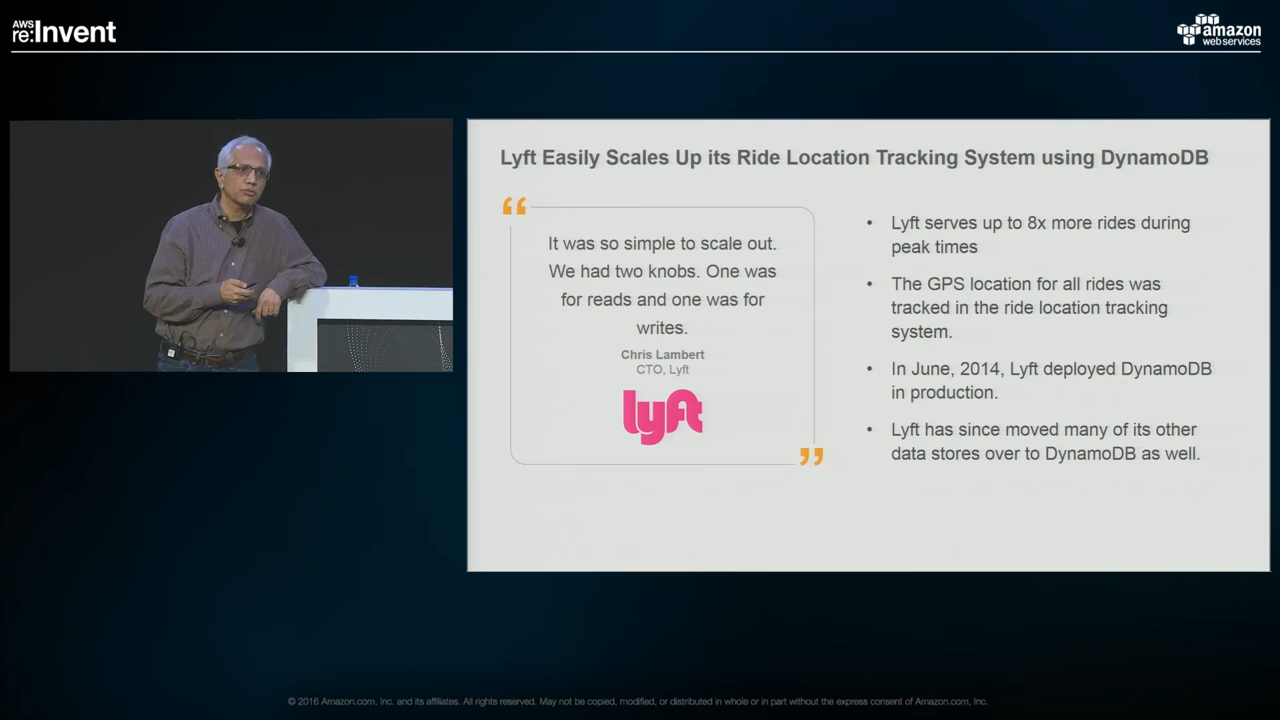 AWS
re:Invent
amazon
web services
Lyft Easily Scales Up its Ride Location Tracking System using DynamoDB
“
It was so simple to scale out.
We had two knobs. One was
for reads and one was for
writes.
Chris Lambert
CTO, Lyft
lyft
”
• Lyft serves up to 8x more rides during
peak times
• The GPS location for all rides was
tracked in the ride location tracking
system.
• In June, 2014, Lyft deployed DynamoDB
in production.
• Lyft has since moved many of its other
data stores over to DynamoDB as well.
© 2016 Amazon.com, Inc. and its affiliates. All rights reserved. May not be copied, modified, or distributed in whole or in part without the express consent of Amazon.com, Inc.